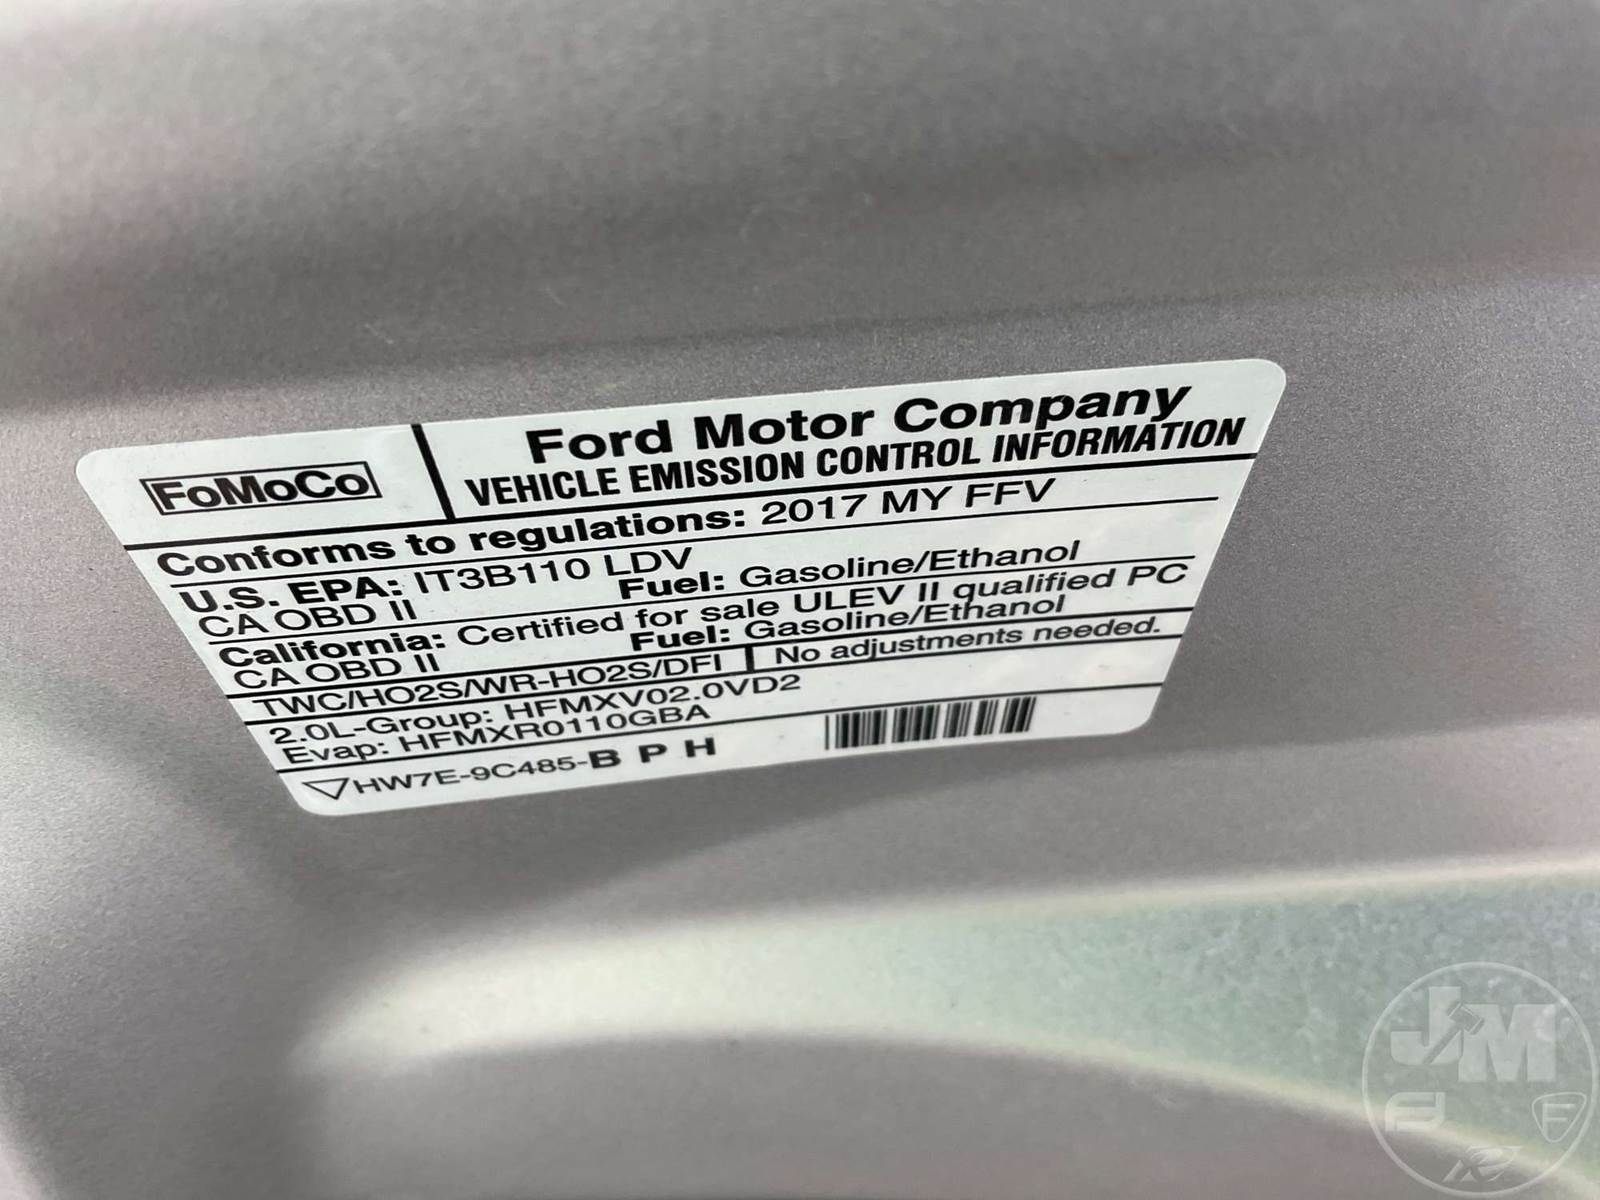 FoMoCo
Ford Motor Company
VEHICLE EMISSION CONTROL INFORMATION
Conforms to regulations: 2017 MY FFV
U.S. EPA: IT3B110 LDV
CA OBD II Fuel: Gasoline/Ethanol
California: Certified for sale ULEV II qualified PC
CA OBD II Fuel: Gasoline/Ethanol
TWC/HO2S/WR-HO2S/DFI No adjustments needed.
2.0L-Group: HFMXV02.0VD2
Evap: HFMXR0110GBA
HW7E-9C485-B P H
JM